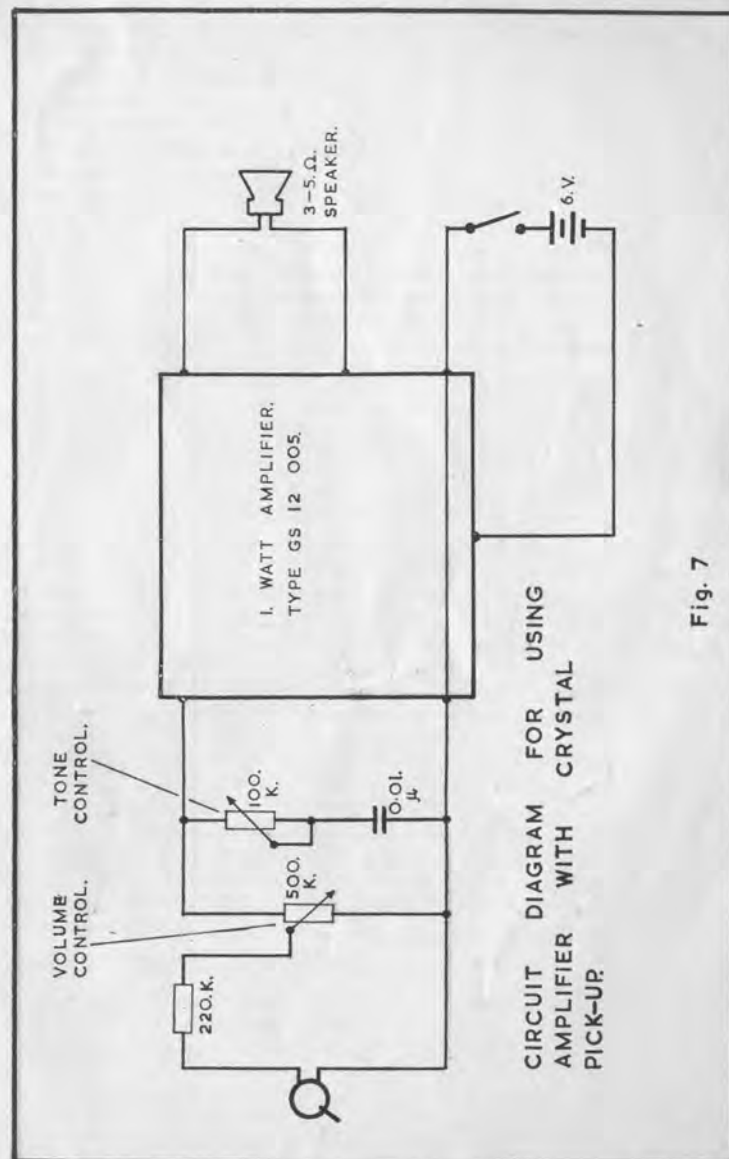 VOLUME
CONTROL.
TONE
CONTROL.
220.K.
500.
K.
100.
K.
0.01.
μ
1. WATT AMPLIFIER.
TYPE GS 12 005.
3-5.Ω.
SPEAKER.
6.V.
CIRCUIT DIAGRAM FOR USING
AMPLIFIER WITH CRYSTAL
PICK-UP.
Fig. 7